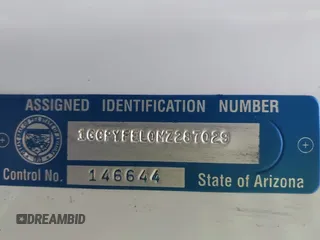 ASSIGNED IDENTIFICATION NUMBER
Control No. 146644 State of Arizona
DREAMBID